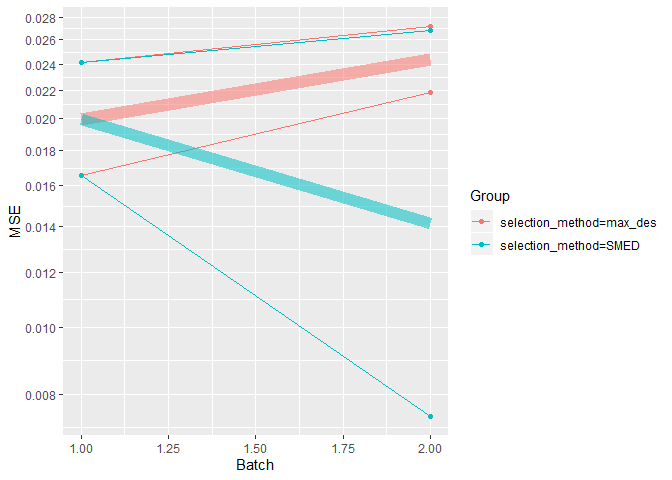 0.028
0.026
0.024
0.022
0.020
0.018
0.016
0.014
0.012
0.010
0.008
MSE
1.00 1.25 1.50 1.75 2.00
Batch
Group
selection_method=max_des
selection_method=SMED